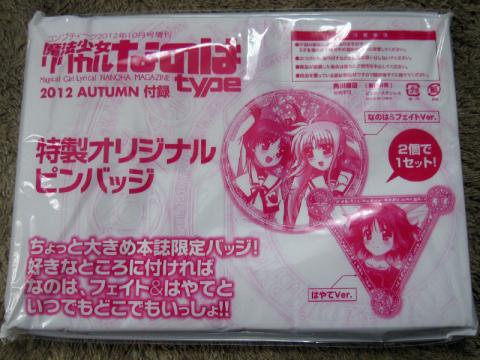 コンプティーク2012年10月号増刊
魔法少女リリカルなのは
type
Magical Girl Lyrical NANOHA MAGAZINE
2012 AUTUMN 付録
特製オリジナル
ピンバッジ
なのは&フェイトVer.
2個で
1セット!
はやてVer.
ちょっと大きめ本誌限定バッジ!
好きなところに付ければ
なのは、フェイト&はやてと
いつでもどこでもいっしょ!!